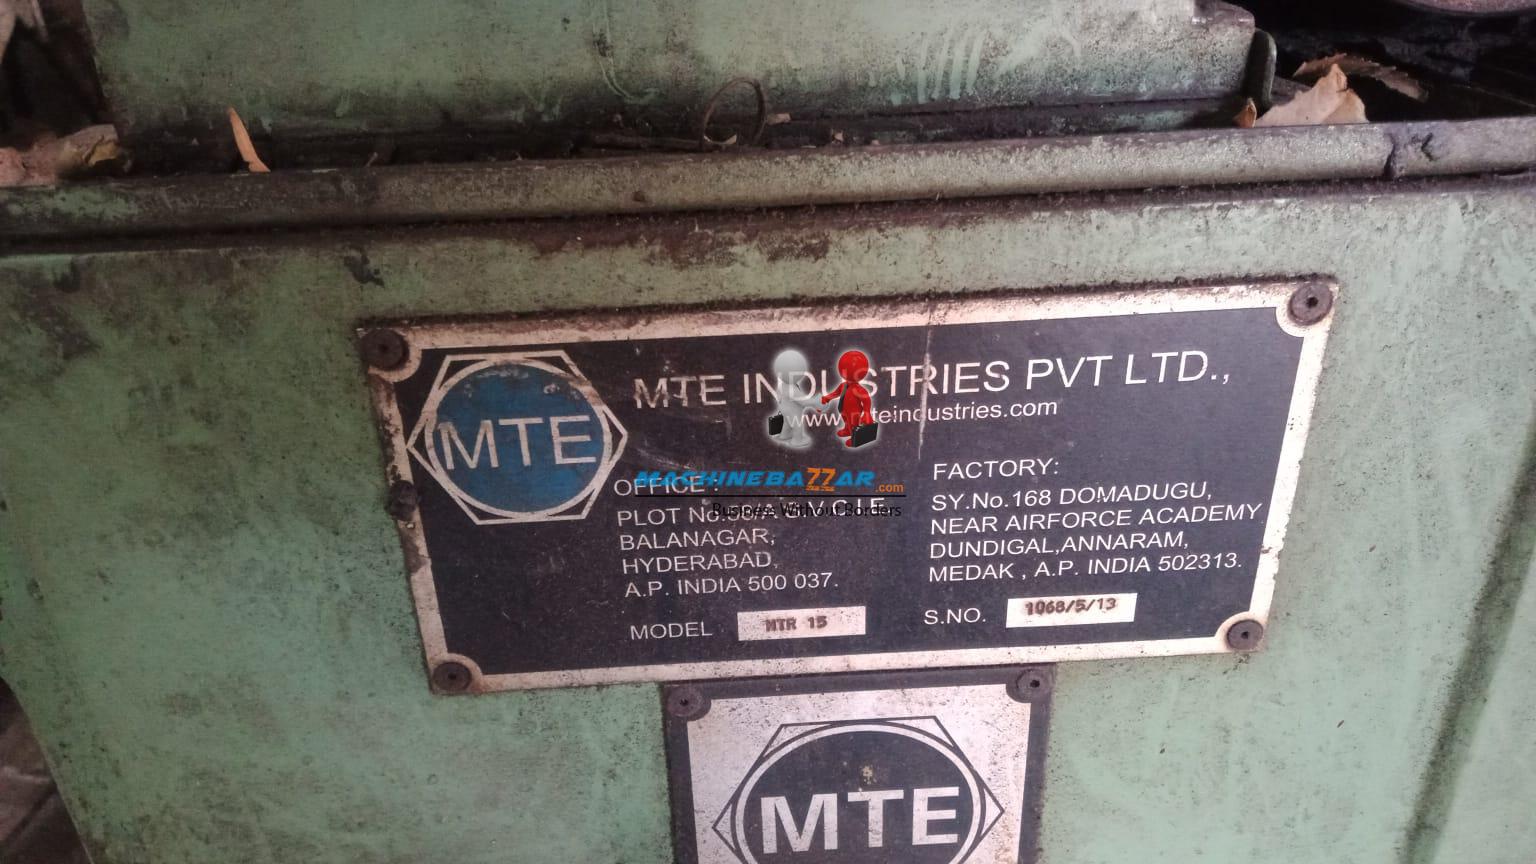 MTE
MTE INDUSTRIES PVT LTD.,
www.mteindustries.com
MACHINEBAZZAR.com
Business Without Borders
OFFICE :
PLOT No.
BALANAGAR,
HYDERABAD,
A.P. INDIA 500 037.
FACTORY:
SY.No.168 DOMADUGU,
NEAR AIRFORCE ACADEMY
DUNDIGAL,ANNARAM,
MEDAK , A.P. INDIA 502313.
MODEL MTR 15
S.NO. 1068/5/13
MTE